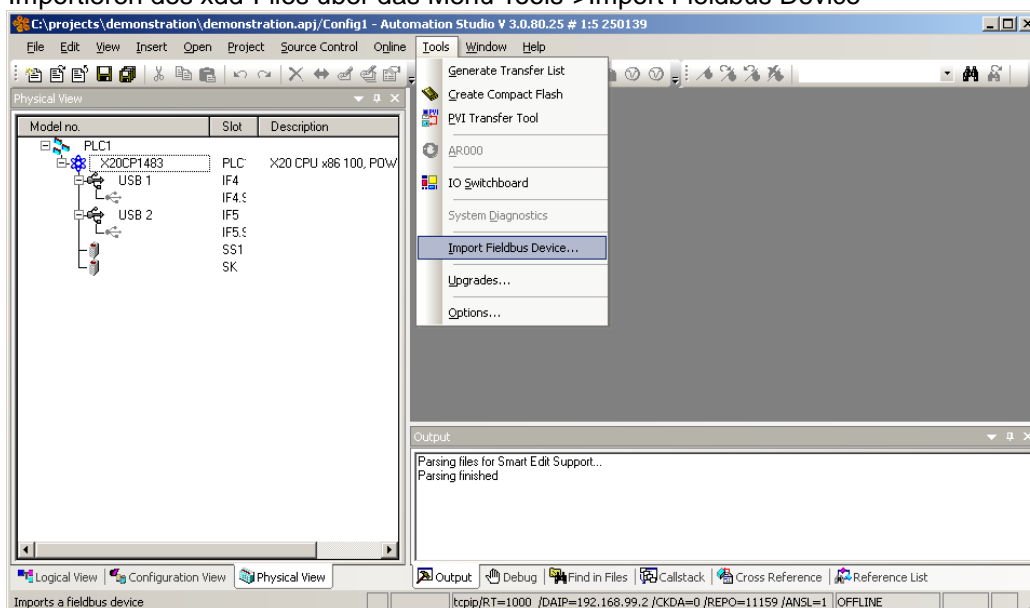 Importieren des xdd-Files über das Menü Tools->Import Fieldbus Device
C:\projects\demonstration\demonstration.apj/Config1 - Automation Studio V 3.0.80.25 # 1:5 250139
File Edit View Insert Open Project Source Control Online Tools Window Help
Physical View
Model no. Slot Description
PLC1
X20CP1483 PLC X20 CPU x86 100, POW
USB 1 IF4
IF4.S
USB 2 IF5
IF5.S
SS1
SK
Generate Transfer List
Create Compact Flash
PVI Transfer Tool
AR000
IO Switchboard
System Diagnostics
Import Fieldbus Device...
Upgrades...
Options...
Output
Parsing files for Smart Edit Support...
Parsing finished
Logical View Configuration View Physical View
Output Debug Find in Files Callstack Cross Reference Reference List
Imports a fieldbus device tcpip/RT=1000 /DAIP=192.168.99.2 /CKDA=0 /REPO=11159 /ANSL=1 OFFLINE